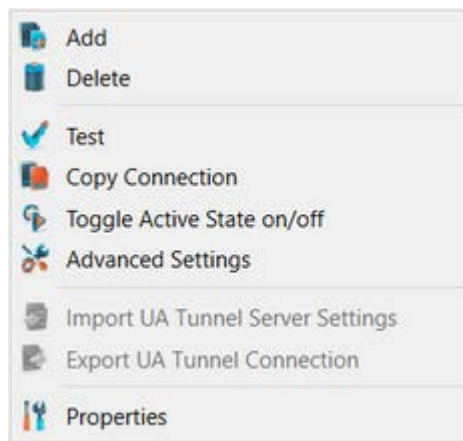 Add
Delete
Test
Copy Connection
Toggle Active State on/off
Advanced Settings
Import UA Tunnel Server Settings
Export UA Tunnel Connection
Properties